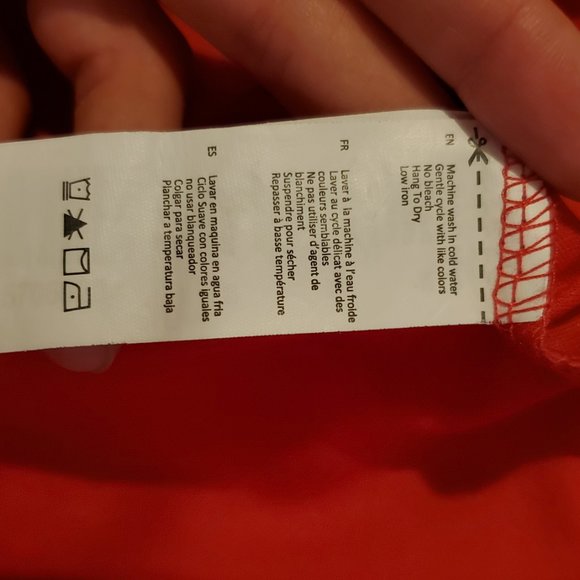 EN
Machine wash in cold water
Gentle cycle with like colors
No bleach
Hang To Dry
Low iron
FR
Laver à la machine à l'eau froide
Laver au cycle délicat avec des
couleurs semblables
Ne pas utiliser d'agent de
blanchiment
Suspendre pour sécher
Repasser à basse température
ES
Lavar en maquina en agua fria
Ciclo Suave con colores iguales
no usar blanqueador
Colgar para secar
Planchar a temperatura baja